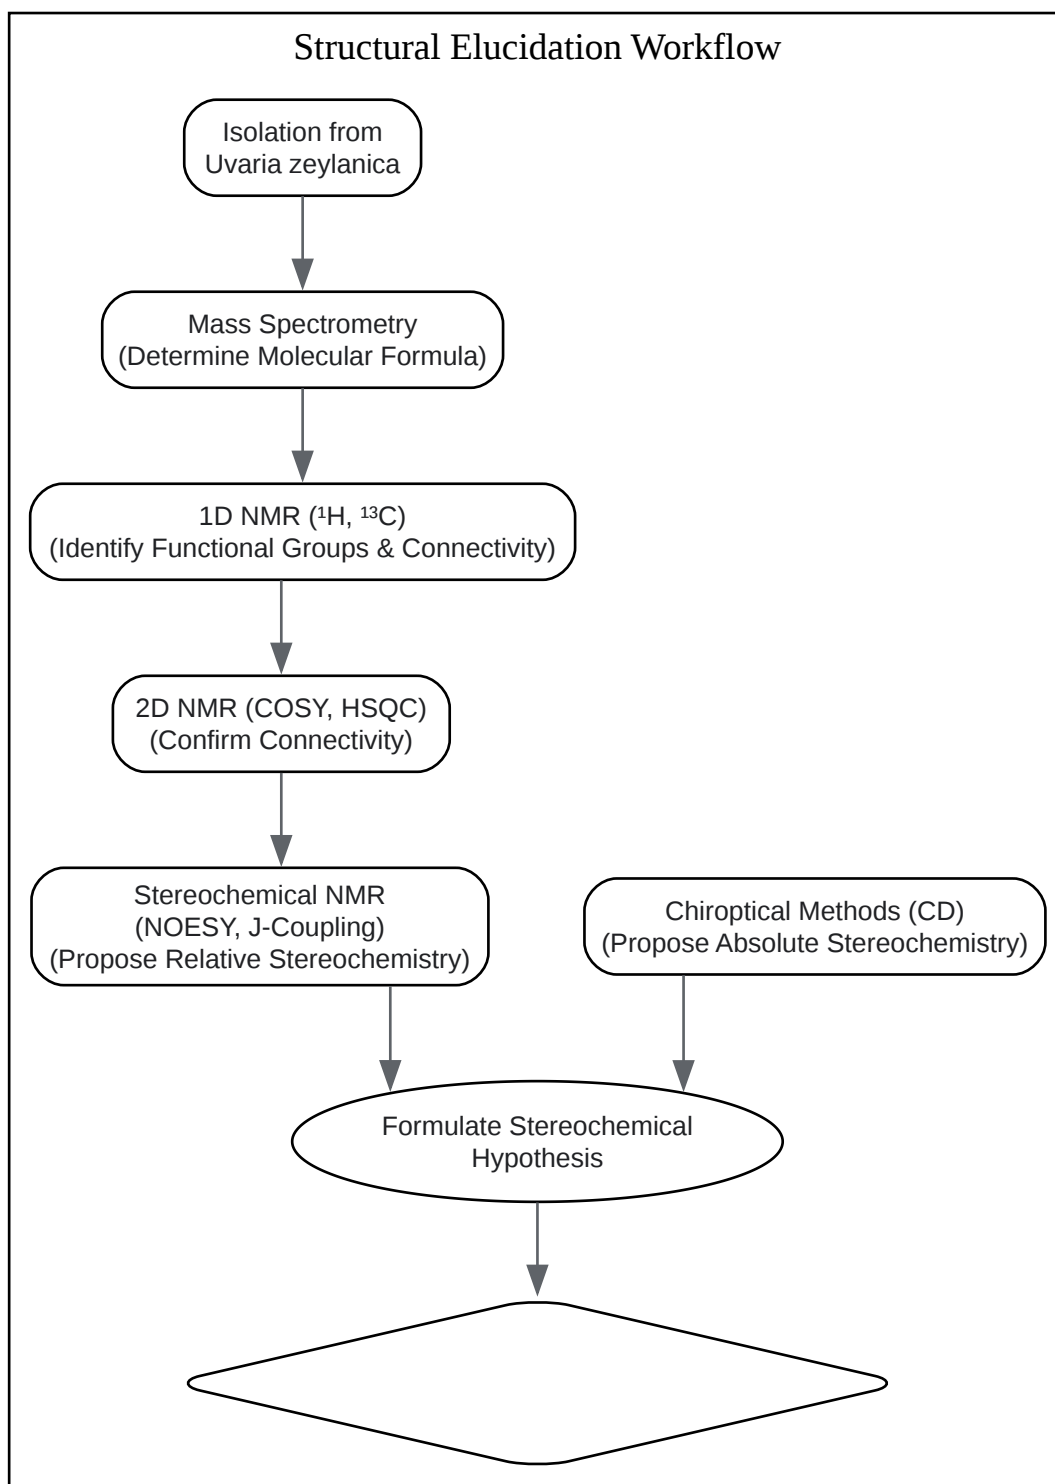 Structural Elucidation Workflow
Isolation from
Uvaria zeylanica
Mass Spectrometry
(Determine Molecular Formula)
1D NMR (¹H, ¹³C)
(Identify Functional Groups & Connectivity)
2D NMR (COSY, HSQC)
(Confirm Connectivity)
Stereochemical NMR
(NOESY, J-Coupling)
(Propose Relative Stereochemistry)
Chiroptical Methods (CD)
(Propose Absolute Stereochemistry)
Formulate Stereochemical
Hypothesis